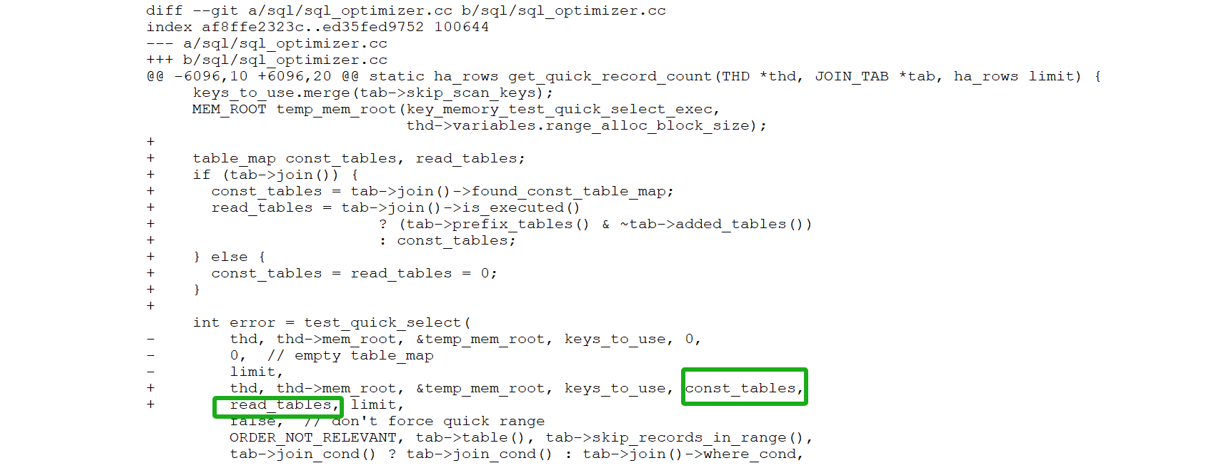 diff --git a/sql/sql_optimizer.cc b/sql/sql_optimizer.cc
index af8ffe2323c..ed35fed9752 100644
--- a/sql/sql_optimizer.cc
+++ b/sql/sql_optimizer.cc
@@ -6096,10 +6096,20 @@ static ha_rows get_quick_record_count(THD *thd, JOIN_TAB *tab, ha_rows limit) {
     keys_to_use.merge(tab->skip_scan_keys);
     MEM_ROOT temp_mem_root(key_memory_test_quick_select_exec,
                            thd->variables.range_alloc_block_size);
+
+    table_map const_tables, read_tables;
+    if (tab->join()) {
+      const_tables = tab->join()->found_const_table_map;
+      read_tables = tab->join()->is_executed()
+                        ? (tab->prefix_tables() & ~tab->added_tables())
+                        : const_tables;
+    } else {
+      const_tables = read_tables = 0;
+    }
+
     int error = test_quick_select(
-        thd, thd->mem_root, &temp_mem_root, keys_to_use, 0,
-        0,  // empty table_map
-        limit,
+        thd, thd->mem_root, &temp_mem_root, keys_to_use, const_tables,
+        read_tables, limit,
         false,  // don't force quick range
         ORDER_NOT_RELEVANT, tab->table(), tab->skip_records_in_range(),
         tab->join_cond() ? tab->join_cond() : tab->join()->where_cond,